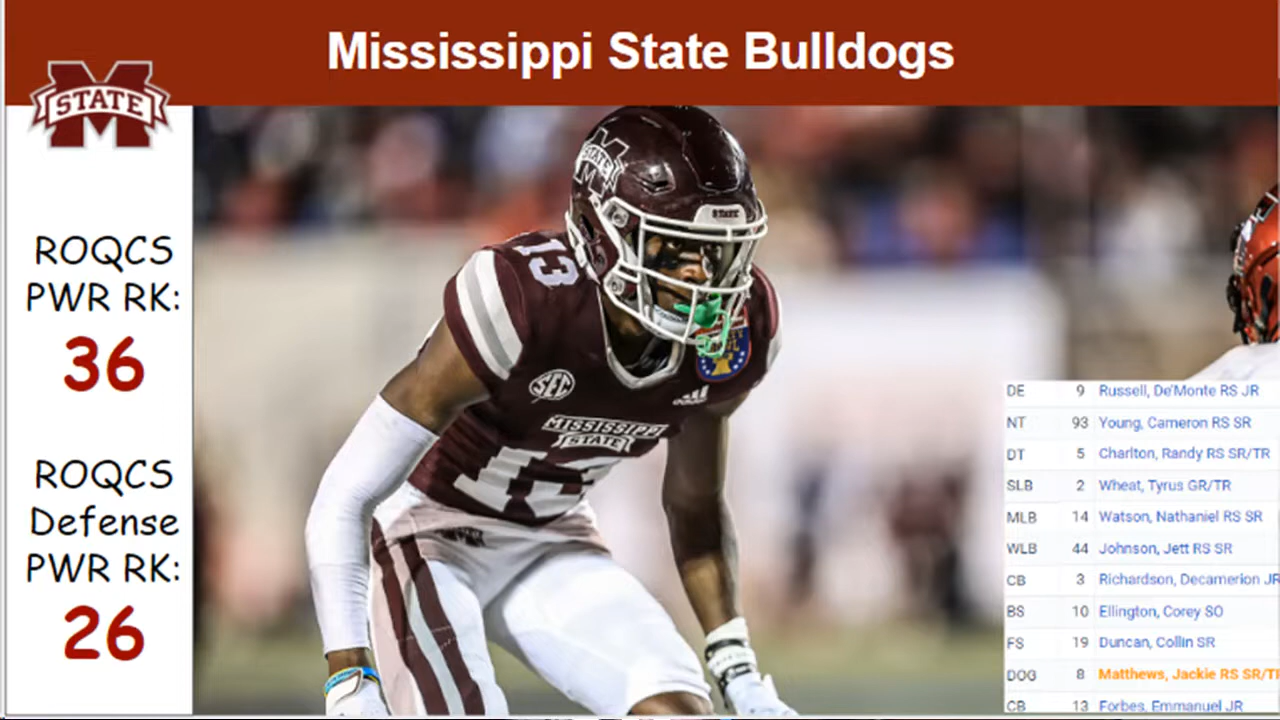 Mississippi State Bulldogs
M
STATE
ROQCS
PWR RK:
36
ROQCS
Defense
PWR RK:
26
M
STATE
STATE
13
SEC
MISSISSIPPI
STATE
13
DE 9 Russell, De'Monte RS JR
NT 93 Young, Cameron RS SR
DT 5 Charlton, Randy RS SR/TR
SLB 2 Wheat, Tyrus GR/TR
MLB 14 Watson, Nathaniel RS SR
WLB 44 Johnson, Jett RS SR
CB 3 Richardson, Decamerion JR
BS 10 Ellington, Corey SO
FS 19 Duncan, Collin SR
DOG 8 Matthews, Jackie RS SR/T
CB 13 Forbes, Emmanuel JR